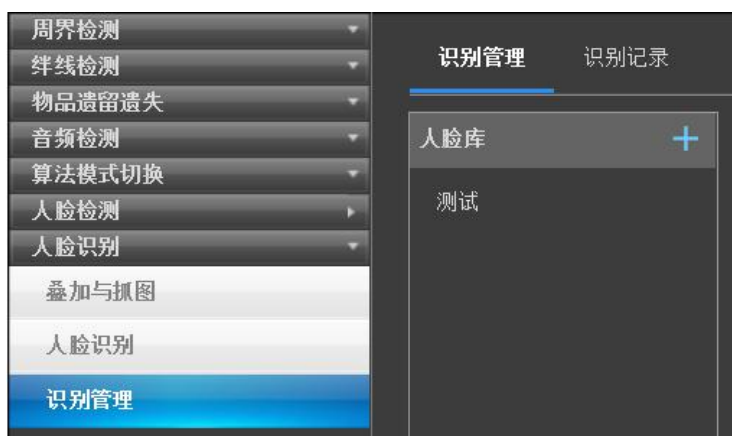 周界检测
绊线检测
物品遗留遗失
音频检测
算法模式切换
人脸检测
人脸识别
叠加与抓图
人脸识别
识别管理
识别管理 识别记录
人脸库
测试